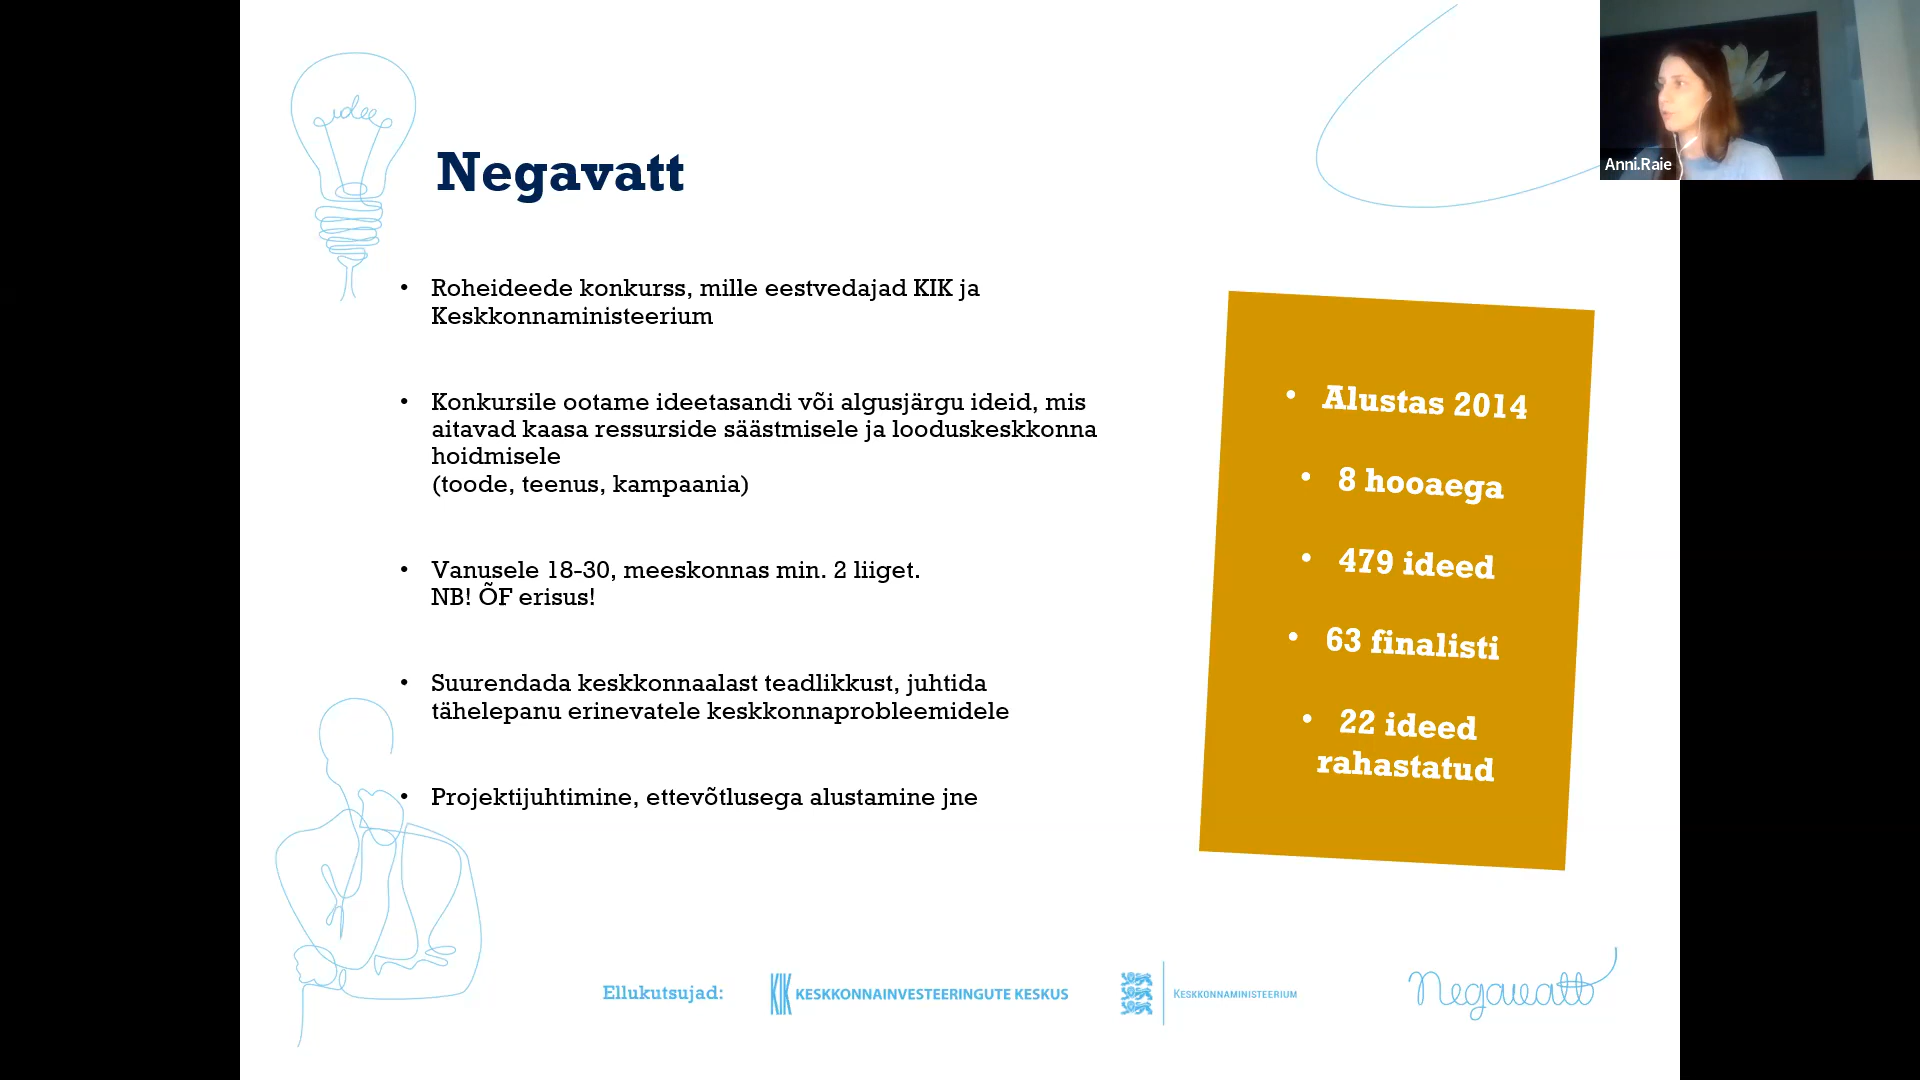 idee
Anni.Raie
Negavatt
• Roheideede konkurss, mille eestvedajad KIK ja
Keskkonnaministeerium
• Konkursile ootame ideetasandi või algusjärgu ideid, mis
aitavad kaasa ressurside säästmisele ja looduskeskkonna
hoidmisele
(toode, teenus, kampaania)
• Vanusele 18-30, meeskonnas min. 2 liiget.
NB! ÕF erisus!
• Suurendada keskkonnaalast teadlikkust, juhtida
tähelepanu erinevatele keskkonnaprobleemidele
• Projektijuhtimine, ettevõtlusega alustamine jne
• Alustas 2014
• 8 hooaega
• 479 ideed
• 63 finalisti
• 22 ideed
rahastatud
Ellukutsujad:
KIK KESKKONNAINVESTEERINGUTE KESKUS
KESKKONNAMINISTEERIUM
Negavatt